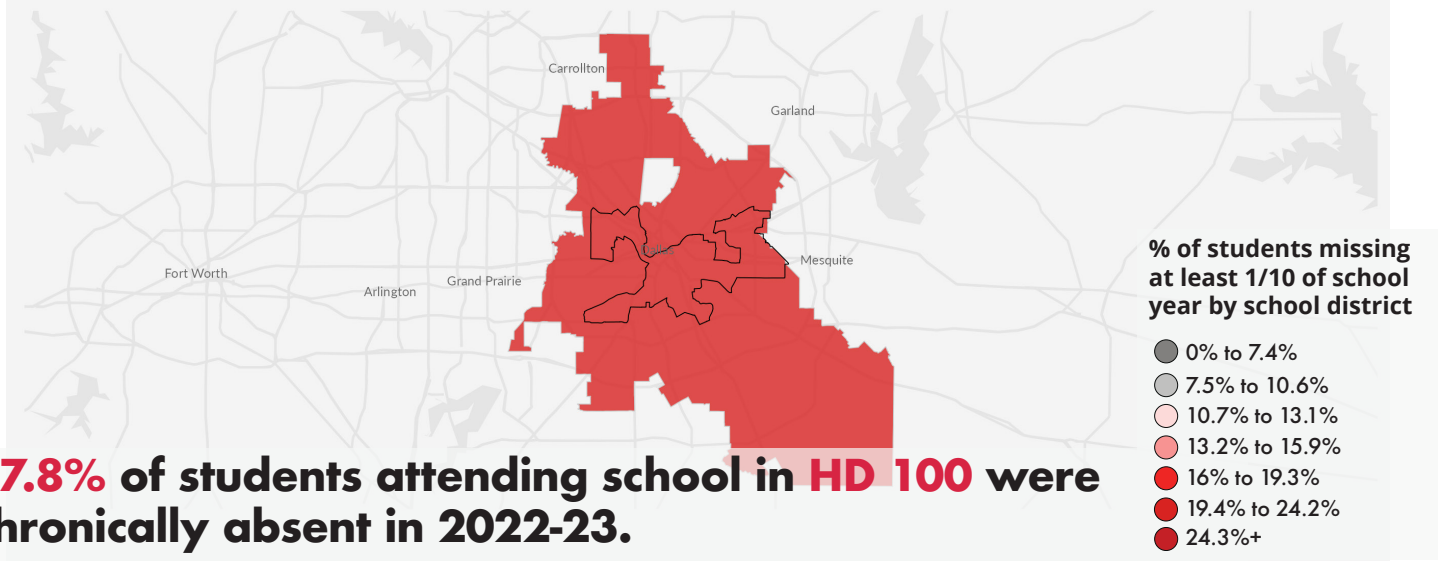 Carrollton
Garland
Dallas
Mesquite
Fort Worth
Grand Prairie
Arlington
% of students missing
at least 1/10 of school
year by school district
0% to 7.4%
7.5% to 10.6%
10.7% to 13.1%
13.2% to 15.9%
16% to 19.3%
19.4% to 24.2%
24.3%+
7.8% of students attending school in HD 100 were
hronically absent in 2022-23.